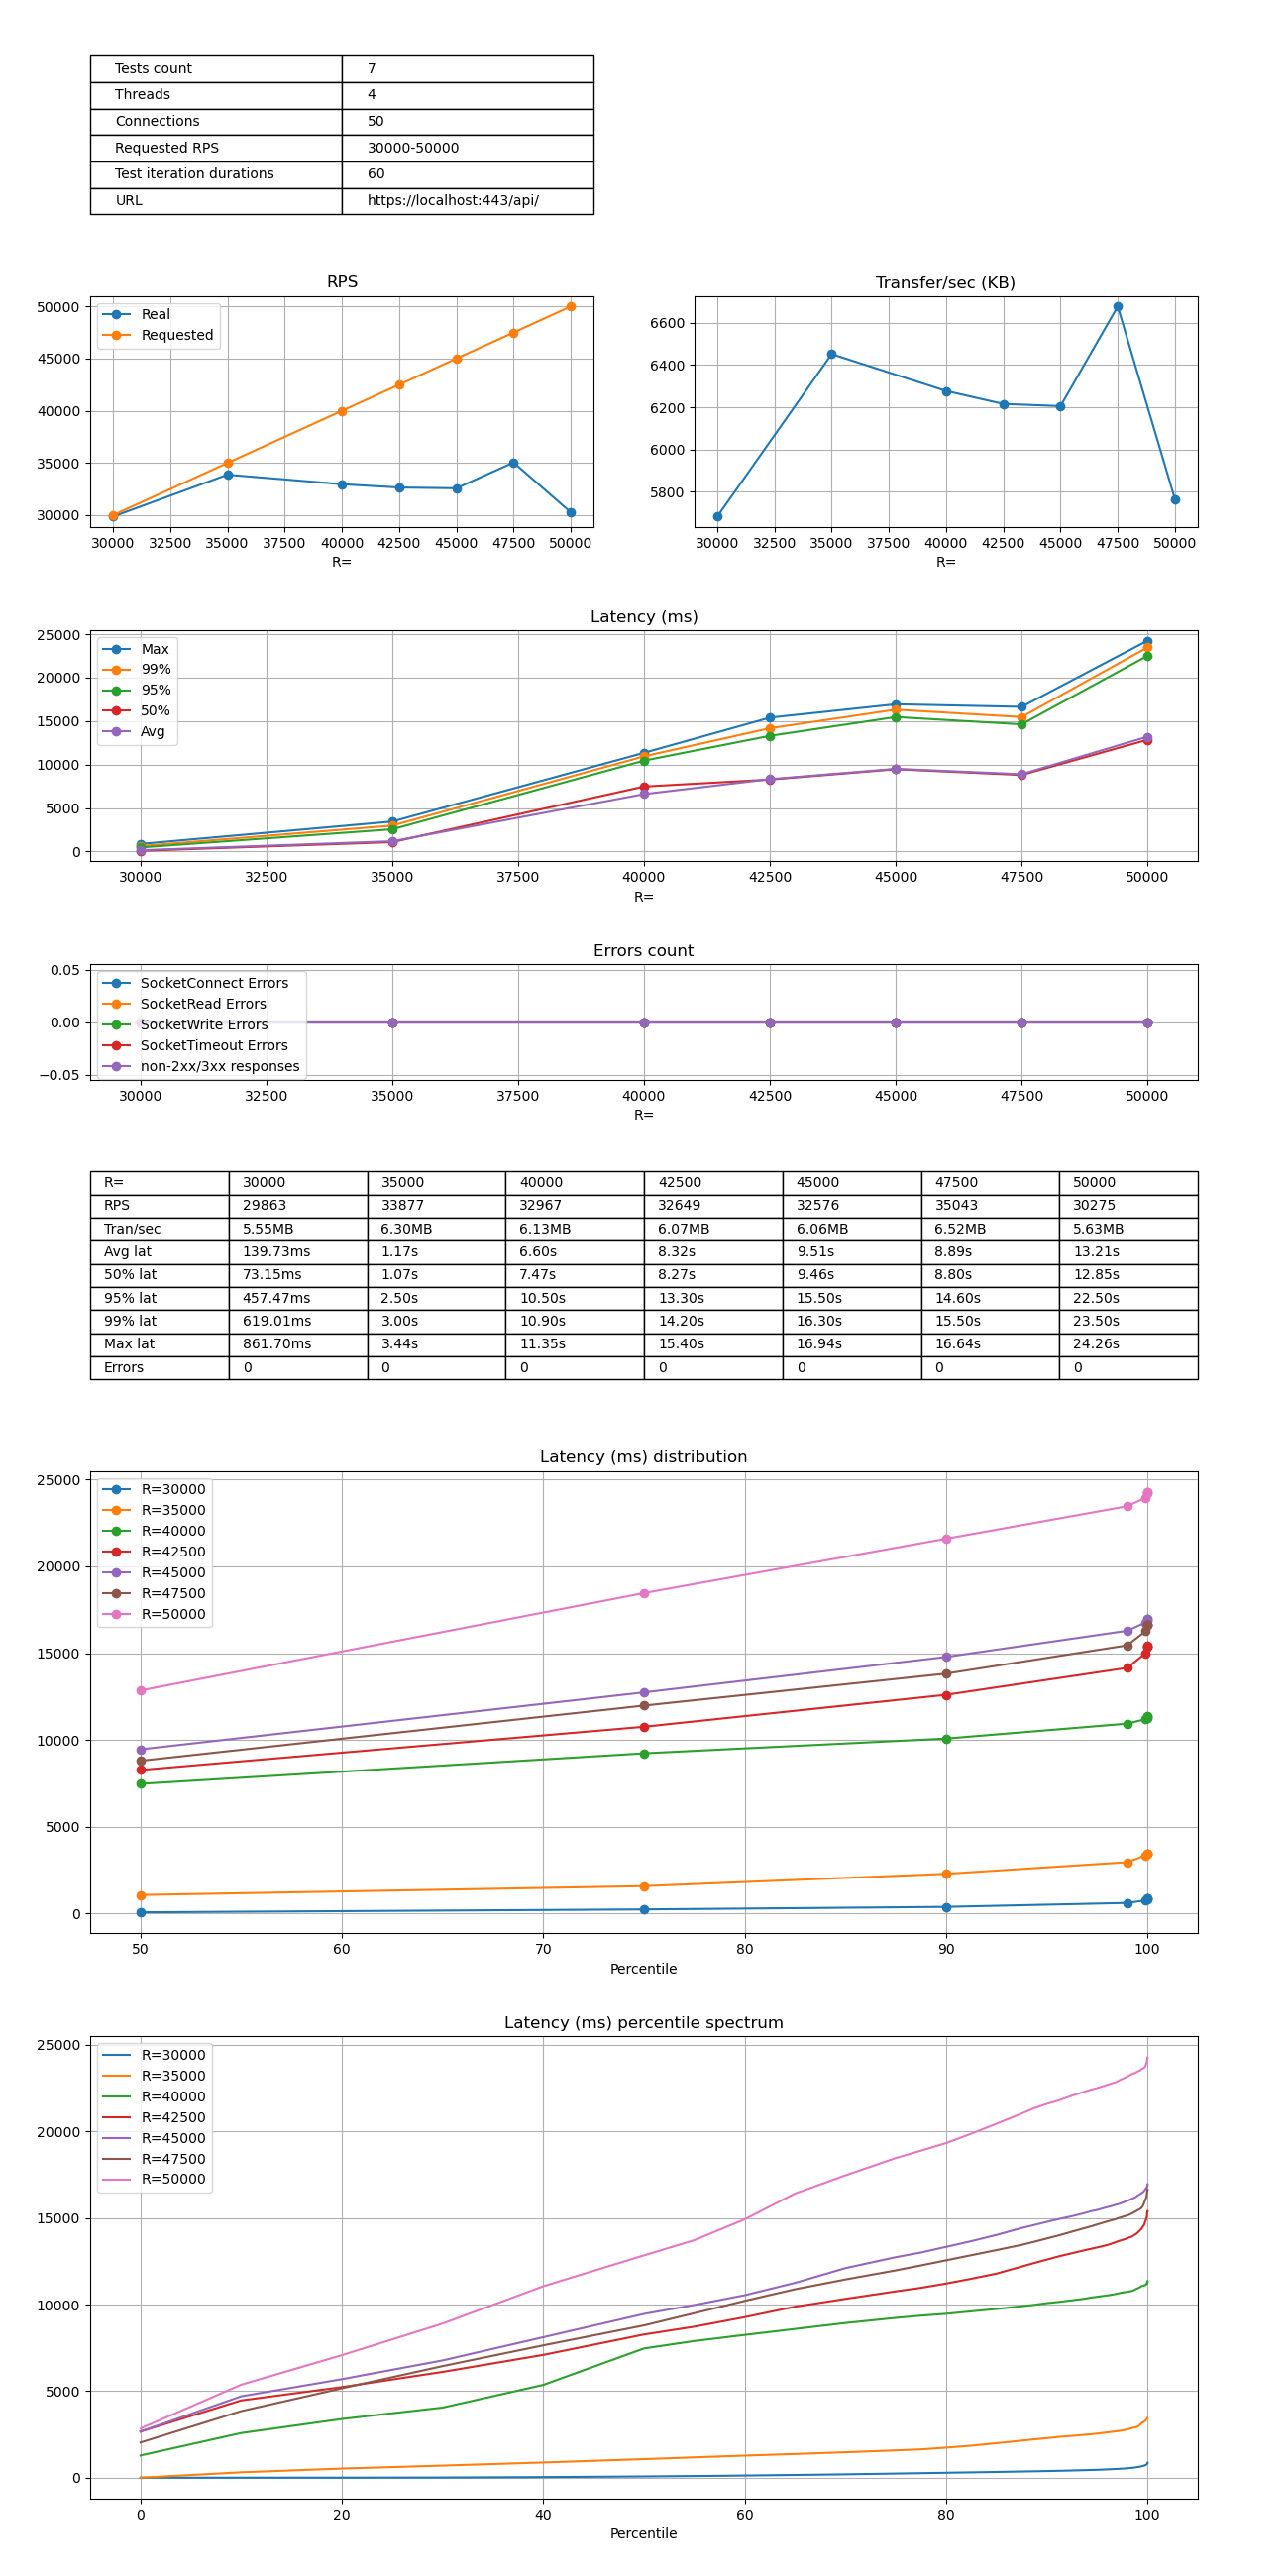 Tests count 7
Threads 4
Connections 50
Requested RPS 30000-50000
Test iteration durations 60
URL https://localhost:443/api/
RPS
50000
45000
40000
35000
30000
Real
Requested
30000 32500 35000 37500 40000 42500 45000 47500 50000
R=
Transfer/sec (KB)
6600
6400
6200
6000
5800
30000 32500 35000 37500 40000 42500 45000 47500 50000
R=
Latency (ms)
25000
20000
15000
10000
5000
0
Max
99%
95%
50%
Avg
30000 32500 35000 37500 40000 42500 45000 47500 50000
R=
Errors count
0.05
0.00
−0.05
SocketConnect Errors
SocketRead Errors
SocketWrite Errors
SocketTimeout Errors
non-2xx/3xx responses
30000 32500 35000 37500 40000 42500 45000 47500 50000
R=
R= 30000 35000 40000 42500 45000 47500 50000
RPS 29863 33877 32967 32649 32576 35043 30275
Tran/sec 5.55MB 6.30MB 6.13MB 6.07MB 6.06MB 6.52MB 5.63MB
Avg lat 139.73ms 1.17s 6.60s 8.32s 9.51s 8.89s 13.21s
50% lat 73.15ms 1.07s 7.47s 8.27s 9.46s 8.80s 12.85s
95% lat 457.47ms 2.50s 10.50s 13.30s 15.50s 14.60s 22.50s
99% lat 619.01ms 3.00s 10.90s 14.20s 16.30s 15.50s 23.50s
Max lat 861.70ms 3.44s 11.35s 15.40s 16.94s 16.64s 24.26s
Errors 0 0 0 0 0 0 0
Latency (ms) distribution
25000
20000
15000
10000
5000
0
R=30000
R=35000
R=40000
R=42500
R=45000
R=47500
R=50000
50 60 70 80 90 100
Percentile
Latency (ms) percentile spectrum
25000
20000
15000
10000
5000
0
R=30000
R=35000
R=40000
R=42500
R=45000
R=47500
R=50000
0 20 40 60 80 100
Percentile